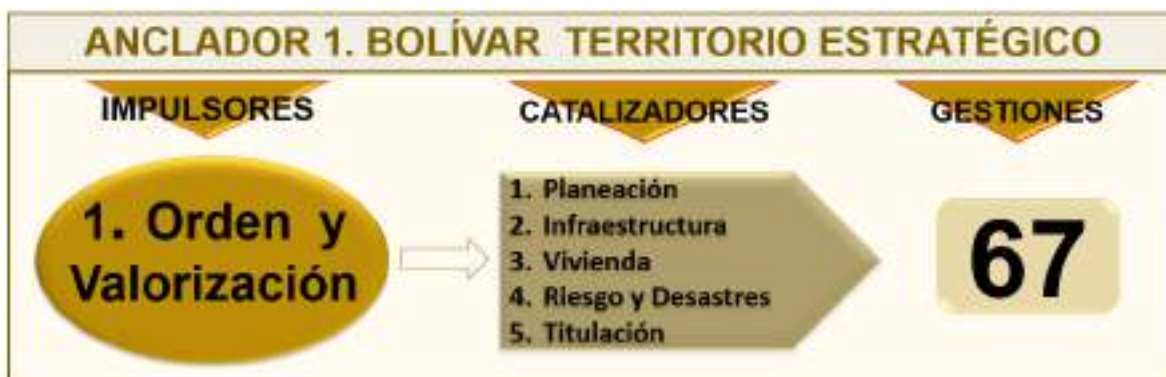 ANCLADOR 1. BOLÍVAR TERRITORIO ESTRATÉGICO
IMPULSORES
CATALIZADORES
GESTIONES
1. Orden y
Valorización
1. Planeación
2. Infraestructura
3. Vivienda
4. Riesgo y Desastres
5. Titulación
67